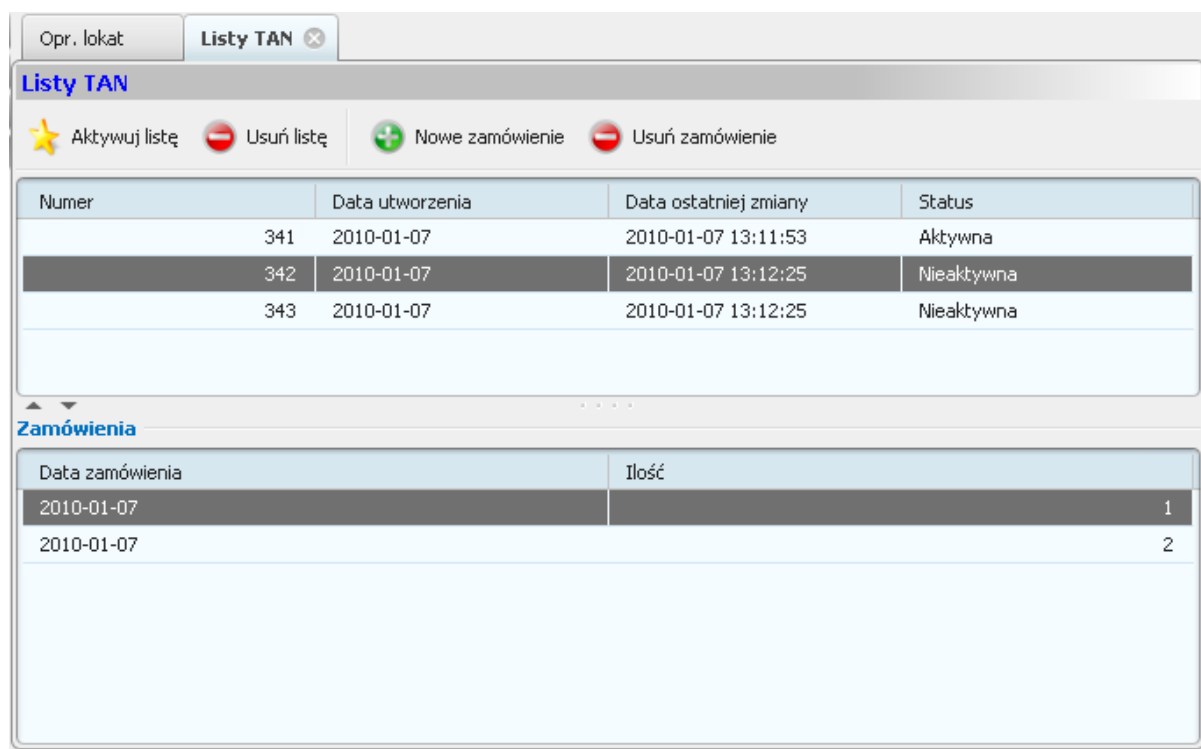 Opr. lokat Listy TAN
Listy TAN
Aktywuj listę Usuń listę Nowe zamówienie Usuń zamówienie
Numer Data utworzenia Data ostatniej zmiany Status
341 2010-01-07 2010-01-07 13:11:53 Aktywna
342 2010-01-07 2010-01-07 13:12:25 Nieaktywna
343 2010-01-07 2010-01-07 13:12:25 Nieaktywna
Zamówienia
Data zamówienia Ilość
2010-01-07 1
2010-01-07 2